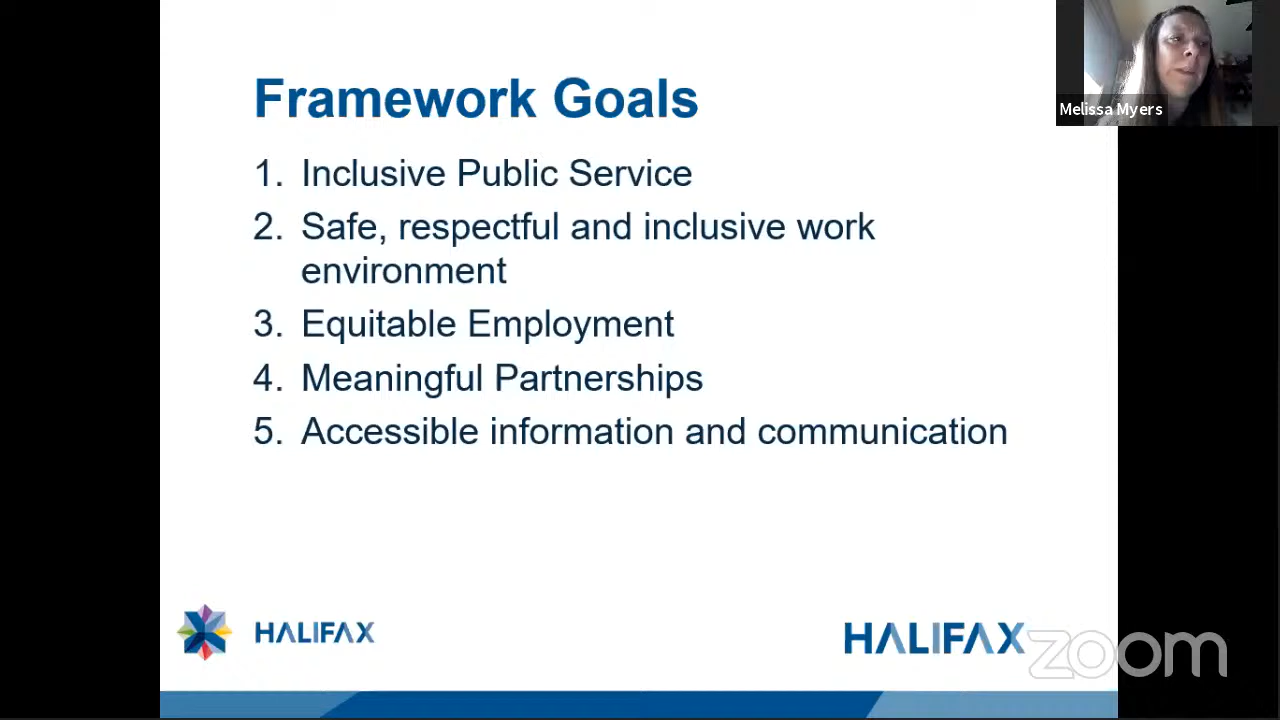 Framework Goals
1. Inclusive Public Service
2. Safe, respectful and inclusive work
environment
3. Equitable Employment
4. Meaningful Partnerships
5. Accessible information and communication
Melissa Myers
HALIFAX
HALIFAX
zoom